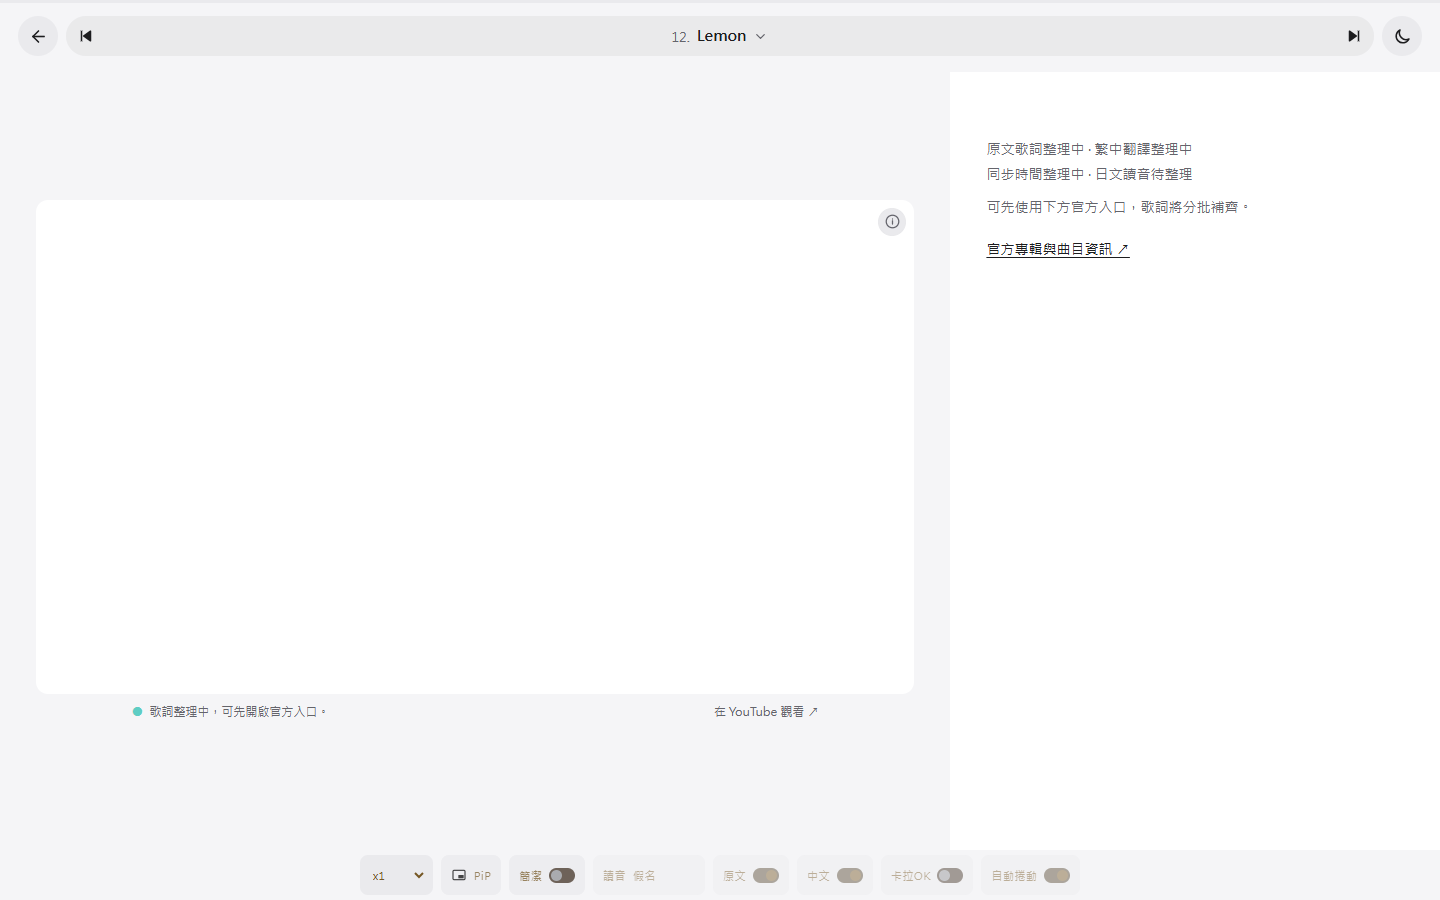 12. Lemon
原文歌詞整理中 · 繁中翻譯整理中
同步時間整理中 · 日文讀音待整理
可先使用下方官方入口，歌詞將分批補齊。
官方專輯與曲目資訊 ↗
歌詞整理中，可先開啟官方入口。
在 YouTube 觀看 ↗
x1 PiP 簡潔 讀音 假名 原文 中文 卡拉OK 自動捲動